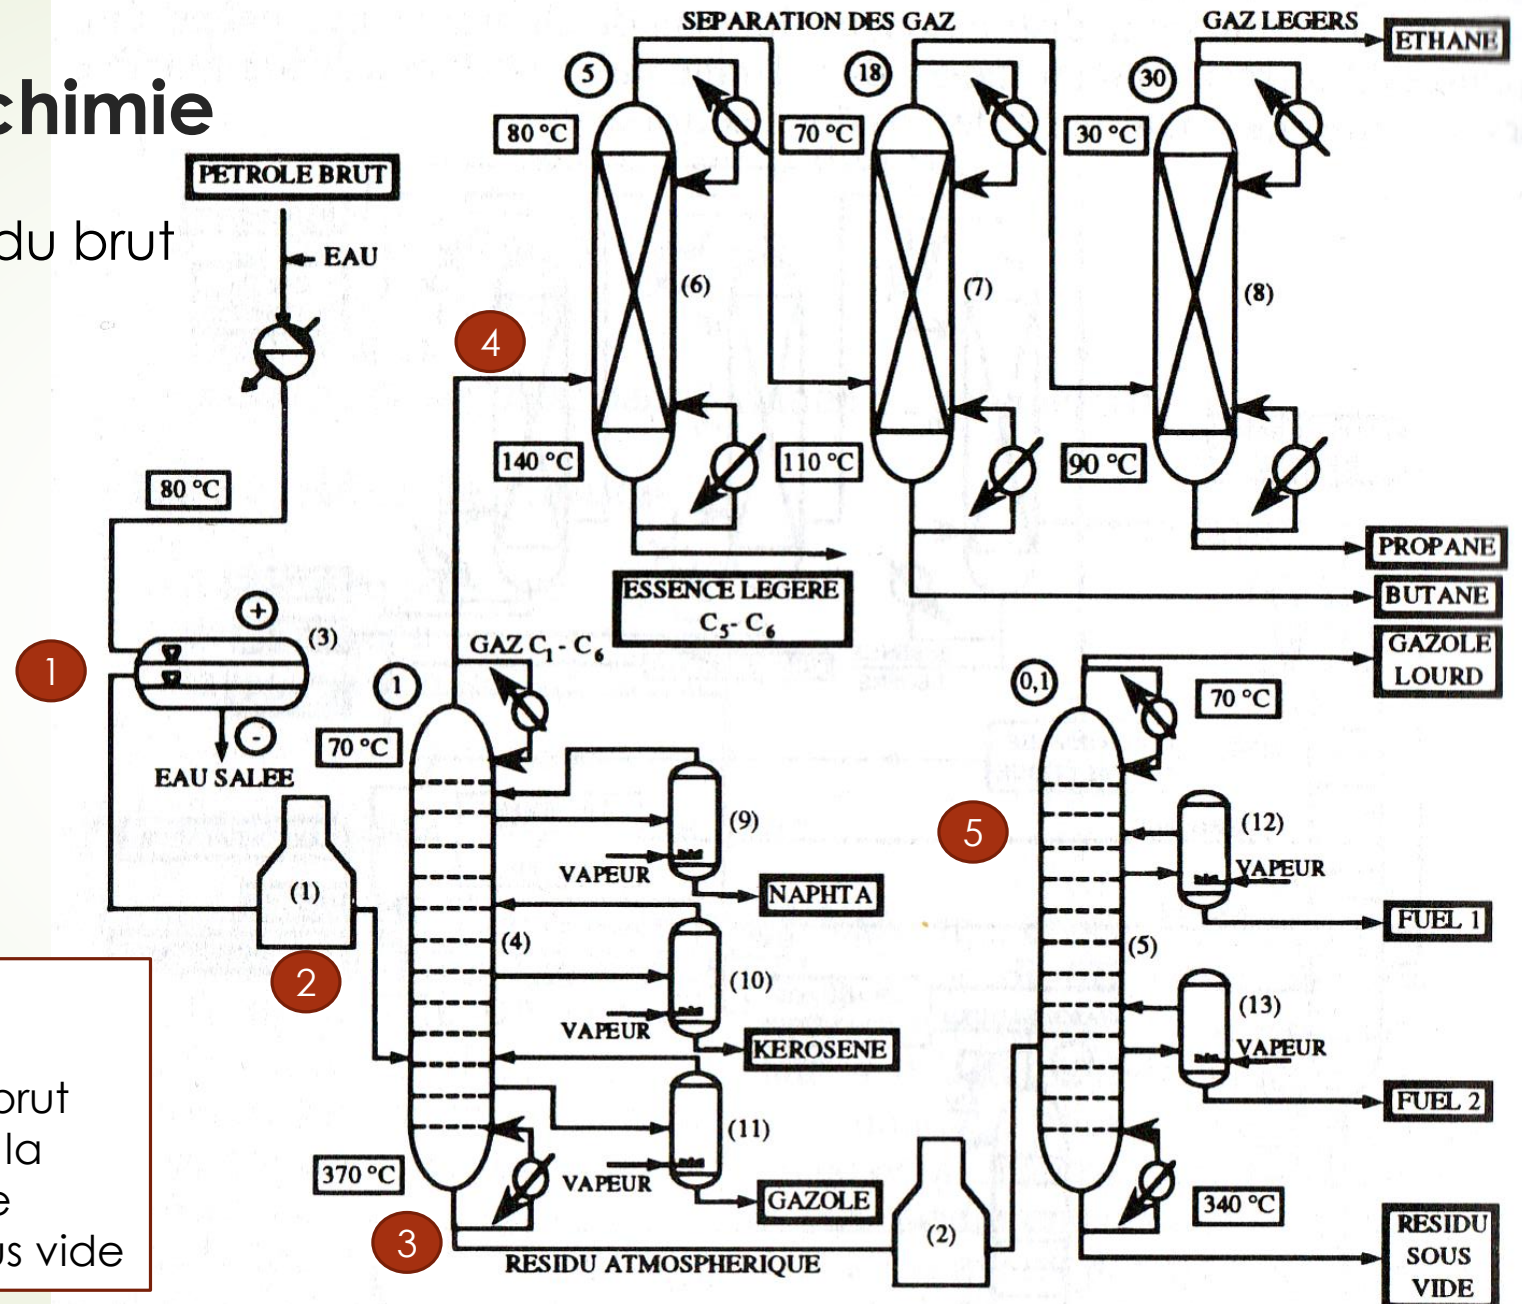 SEPARATION DES GAZ
GAZ LEGERS
ETHANE
chimie
5
18
30
80 °C
70 °C
30 °C
PETROLE BRUT
du brut
EAU
(6)
(7)
(8)
4
140 °C
110 °C
90 °C
80 °C
PROPANE
ESSENCE LEGERE
C5- C6
BUTANE
+
(3)
GAZ C1 - C6
GAZOLE
LOURD
1
1
0,1
70 °C
-
70 °C
EAU SALEE
(9)
5
(12)
VAPEUR
VAPEUR
(1)
NAPHTA
FUEL 1
(4)
(5)
2
(10)
(13)
VAPEUR
VAPEUR
KEROSENE
brut
FUEL 2
la
(11)
370 °C
VAPEUR
GAZOLE
340 °C
e
3
(2)
us vide
RESIDU ATMOSPHERIQUE
RESIDU
SOUS
VIDE